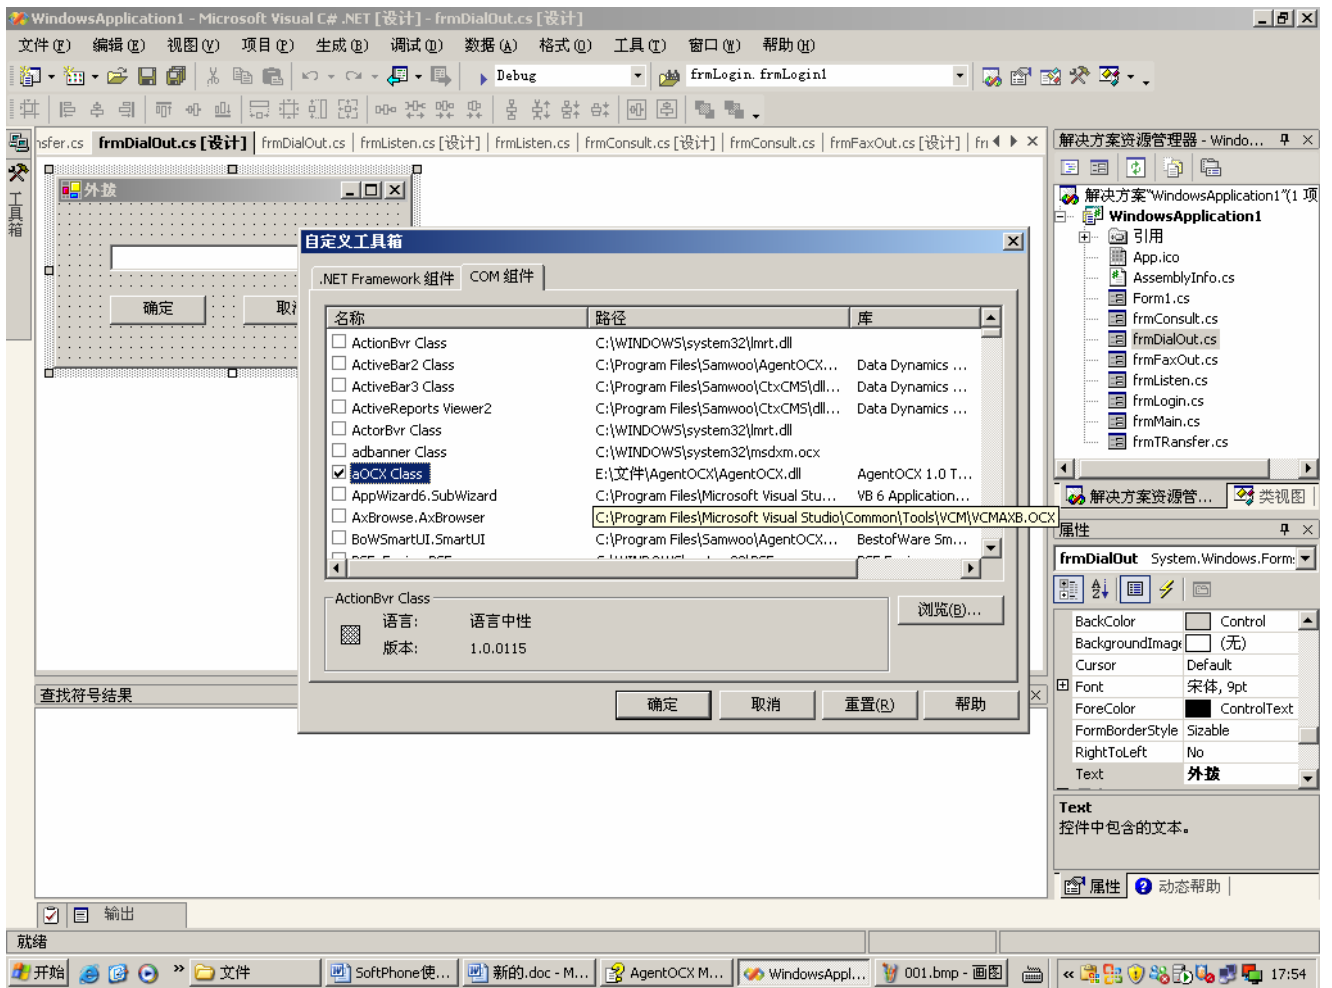 WindowsApplication1 - Microsoft Visual C# .NET [设计] - frmDialOut.cs [设计]
文件(F) 编辑(E) 视图(V) 项目(P) 生成(B) 调试(D) 数据(A) 格式(O) 工具(T) 窗口(W) 帮助(H)
Debug frmLogin.frmLogin1
nsfer.cs frmDialOut.cs [设计] frmDialOut.cs frmListen.cs [设计] frmListen.cs frmConsult.cs [设计] frmConsult.cs frmFaxOut.cs [设计]
工具箱
外拨
确定
自定义工具箱
.NET Framework 组件 COM 组件
名称 路径 库
ActionBvr Class C:\WINDOWS\system32\lmrt.dll
ActiveBar2 Class C:\Program Files\Samwoo\AgentOCX... Data Dynamics ...
ActiveBar3 Class C:\Program Files\Samwoo\CtxCMS\dll... Data Dynamics ...
ActiveReports Viewer2 C:\Program Files\Samwoo\CtxCMS\dll... Data Dynamics ...
ActorBvr Class C:\WINDOWS\system32\lmrt.dll
adbanner Class C:\WINDOWS\system32\msdxm.ocx
aOCX Class E:\文件\AgentOCX\AgentOCX.dll AgentOCX 1.0 T...
AppWizard6.SubWizard C:\Program Files\Microsoft Visual Stu... VB 6 Application...
AxBrowse.AxBrowser C:\Program Files\Microsoft Visual Studio\Common\Tools\VCM\VCMAXB.OCX
BoWSmartUI.SmartUI C:\Program Files\Samwoo\AgentOCX... BestofWare Sm...
ActionBvr Class
语言: 语言中性
版本: 1.0.0115
浏览(B)...
确定 取消 重置(R) 帮助
查找符号结果
输出
就绪
解决方案资源管理器 - Windo...
解决方案"WindowsApplication1"(1 项
WindowsApplication1
引用
App.ico
AssemblyInfo.cs
Form1.cs
frmConsult.cs
frmDialOut.cs
frmFaxOut.cs
frmListen.cs
frmLogin.cs
frmMain.cs
frmTRansfer.cs
解决方案资源管... 类视图
属性
frmDialOut System.Windows.Form:
BackColor Control
BackgroundImage (无)
Cursor Default
Font 宋体, 9pt
ForeColor ControlText
FormBorderStyle Sizable
RightToLeft No
Text 外拨
Text
控件中包含的文本。
属性 动态帮助
开始 文件 SoftPhone使... 新的.doc - M... AgentOCX M... WindowsAppl... 001.bmp - 画图 17:54